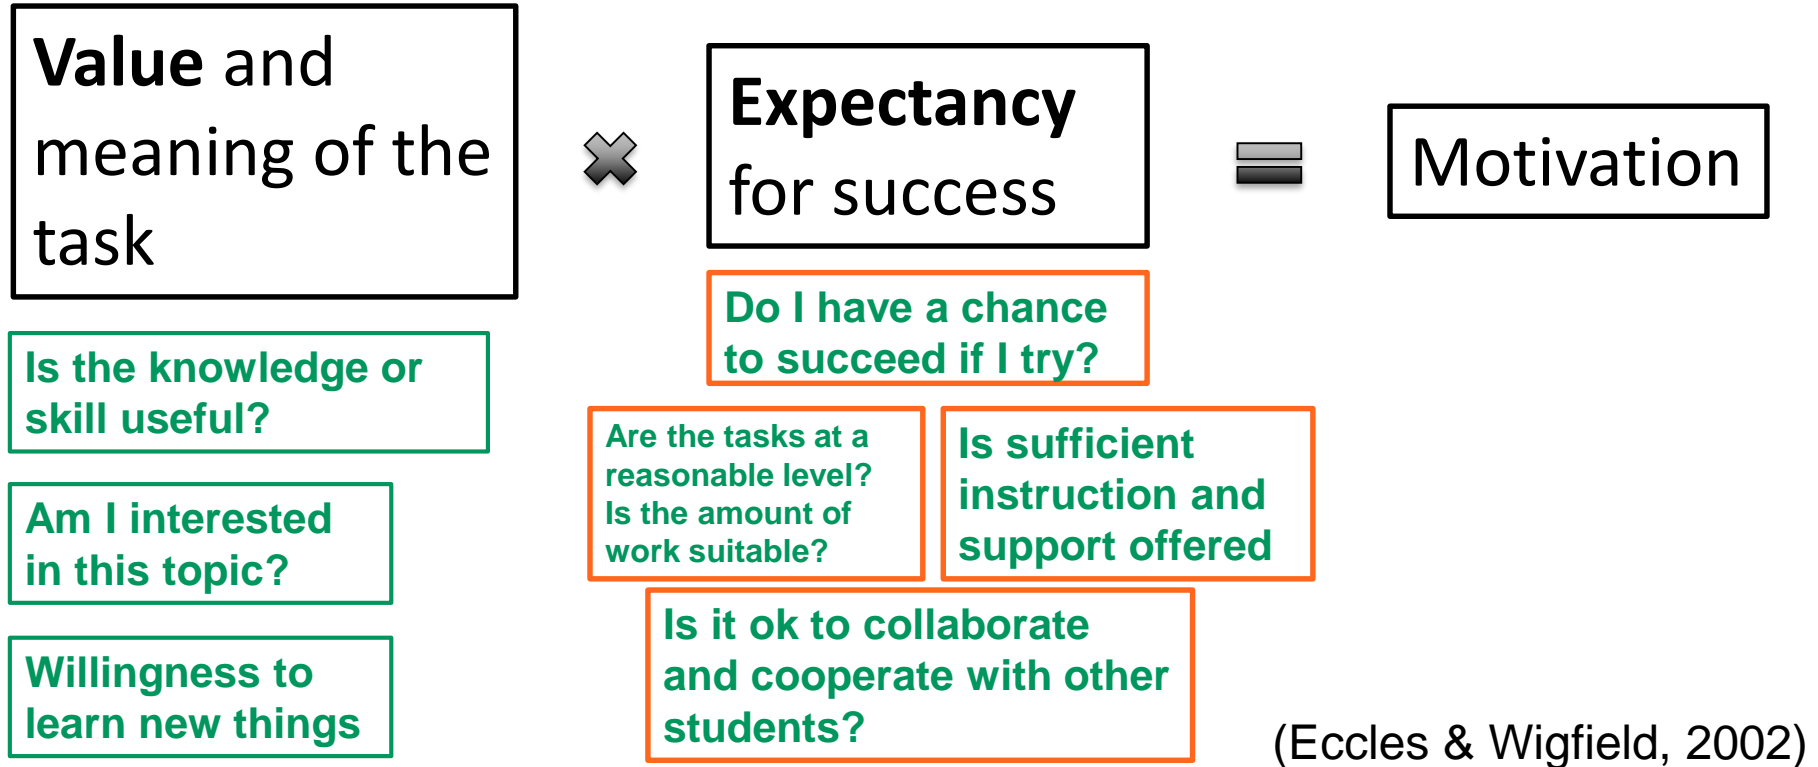 Value and
meaning of the
task
Expectancy
for success
Motivation
Is the knowledge or
skill useful?
Am I interested
in this topic?
Willingness to
learn new things
Do I have a chance
to succeed if I try?
Are the tasks at a
reasonable level?
Is the amount of
work suitable?
Is sufficient
instruction and
support offered
Is it ok to collaborate
and cooperate with other
students?
(Eccles & Wigfield, 2002)